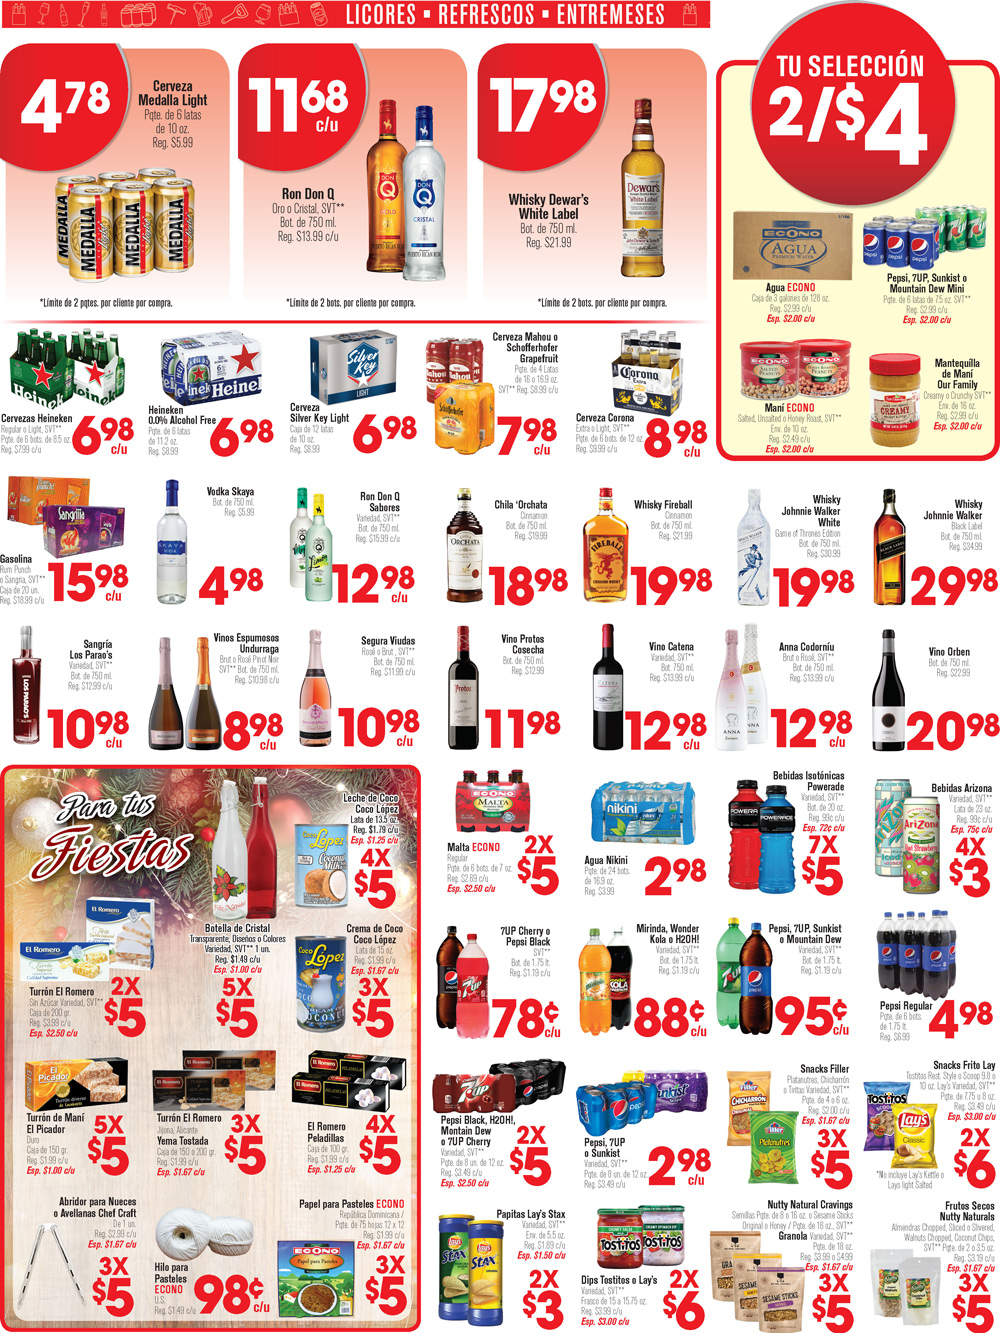 LICORES • REFRESCOS • ENTREMESES
4.78
Cerveza
Medalla Light
Pqte. de 6 latas
de 10 oz.
Reg. $5.99
*Límite de 2 pqtes. por cliente por compra.
11.68
c/u
Ron Don Q
Oro o Cristal, SVT**
Bot. de 750 ml.
Reg. $13.99 c/u
*Límite de 2 bots. por cliente por compra.
17.98
Whisky Dewar's
White Label
Bot. de 750 ml.
Reg. $21.99
*Límite de 2 bots. por cliente por compra.
TU SELECCIÓN
2/$4
Agua ECONO
Caja de 3 galones de 128 oz.
Reg. $2.99 c/u
Esp. $2.00 c/u
Pepsi, 7UP, Sunkist o
Mountain Dew Mini
Pqte. de 6 latas de 7.5 oz. SVT**
Reg. $2.99 c/u
Esp. $2.00 c/u
Maní ECONO
Salted, Unsalted o Honey Roast, SVT**
Env. de 10 oz.
Reg. $2.49 c/u
Esp. $2.00 c/u
Mantequilla
de Maní
Our Family
Creamy o Crunchy SVT**
Env. de 16 oz.
Reg. $2.99 c/u
Esp. $2.00 c/u
Cervezas Heineken
Regular o Light, SVT**
Pqte. de 6 bots. de 8.5 oz.
Reg. $7.99 c/u
6.98
c/u
Heineken
0.0% Alcohol Free
Pqte. de 6 latas
de 11.2 oz.
Reg. $8.99
6.98
Cerveza
Silver Key Light
Caja de 12 latas
de 10 oz.
Reg. $8.99
6.98
Cerveza Mahou o
Schofferhofer
Grapefruit
Pqte. de 4 Latas
de 16 o 16.9 oz.
SVT** Reg. $8.99 c/u
7.98
c/u
Cerveza Corona
Extra o Light, SVT**
Pqte. de 6 bots. de 12 oz.
Reg. $9.99 c/u
8.98
c/u
Gasolina
Rum Punch
o Sangria, SVT**
Caja de 20 un.
Reg. $18.99 c/u
15.98
c/u
Vodka Skaya
Bot. de 750 ml.
Reg. $5.99
4.98
Ron Don Q
Sabores
Variedad, SVT**
Bot. de 750 ml.
Reg. $15.99 c/u
12.98
c/u
Chila 'Orchata
Cinnamon
Bot. de 750 ml.
Reg. $19.99
18.98
Whisky Fireball
Cinnamon
Bot. de 750 ml.
Reg. $21.99
19.98
Whisky
Johnnie Walker
White
Game of Thrones Edition
Bot. de 750 ml.
Reg. $30.99
19.98
Whisky
Johnnie Walker
Black Label
Bot. de 750 ml.
Reg. $34.99
29.98
Sangría
Los Parao's
Variedad, SVT**
Bot. de 750 ml.
Reg. $12.99 c/u
10.98
c/u
Vinos Espumosos
Undurraga
Brut o Rosé Pinot Noir
SVT** Bot. de 750 ml.
Reg. $10.98 c/u
8.98
c/u
Segura Viudas
Rosé o Brut , SVT**
Bot. de 750 ml.
Reg. $11.99 c/u
10.98
c/u
Vino Protos
Cosecha
Bot. de 750 ml.
Reg. $12.99
11.98
Vino Catena
Variedad, SVT**
Bot. de 750 ml.
Reg. $13.99 c/u
12.98
c/u
Anna Codorníu
Brut o Rosé, SVT**
Bot. de 750 ml.
Reg. $13.99 c/u
12.98
c/u
Vino Orben
Bot. de 750 ml.
Reg. $22.99
20.98
Para tus
Fiestas
Leche de Coco
Coco López
Lata de 13.5 oz.
Reg. $1.79 c/u
Esp. $1.25 c/u
4X
$5
Turrón El Romero
Sin Azúcar Variedad, SVT**
Caja de 200 gr.
Reg. $3.99 c/u
Esp. $2.50 c/u
2X
$5
Botella de Cristal
Transparente, Diseños o Colores
Variedad, SVT** 1 un.
Reg. $1.49 c/u
Esp. $1.00 c/u
5X
$5
Crema de Coco
Coco López
Lata de 15 oz.
Reg. $1.99 c/u
Esp. $1.67 c/u
3X
$5
Turrón de Maní
El Picador
Duro
Caja de 150 gr.
Reg. $1.99 c/u
Esp. $1.00 c/u
5X
$5
Turrón El Romero
Jijona, Alicante
Yema Tostada
Caja de 150 o 200 gr.
Reg. $1.99 c/u
Esp. $1.67 c/u
3X
$5
El Romero
Peladillas
Caja de 100 gr.
Reg. $1.99 c/u
Esp. $1.25 c/u
4X
$5
Abridor para Nueces
o Avellanas Chef Craft
De 1 un.
Reg. $2.99 c/u
Esp. $1.67 c/u
3X
$5
Hilo para
Pasteles
ECONO
U.S.
Reg. $1.49 c/u
98¢
c/u
Papel para Pasteles ECONO
República Dominicana /
Pqte. de 75 hojas 12 x 12
Reg. $2.99 c/u
Esp. $1.67 c/u
3X
$5
Malta ECONO
Regular
Pqte. de 6 bots. de 7 oz.
Reg. $2.69 c/u
Esp. $2.50 c/u
2X
$5
Agua Nikini
Pqte. de 24 bots.
de 16.9 oz.
Reg. $3.99
2.98
Bebidas Isotónicas
Powerade
Variedad, SVT**
Bot. de 20 oz.
Reg. 99¢ c/u
Esp. 72¢ c/u
7X
$5
Bebidas Arizona
Variedad, SVT**
Lata de 23 oz.
Reg. 99¢ c/u
Esp. 75¢ c/u
4X
$3
7UP Cherry o
Pepsi Black
SVT**
Bot. de 1.75 lt.
Reg. $1.19 c/u
78¢
c/u
Mirinda, Wonder
Kola o H2OH!
Variedad, SVT**
Bot. de 1.75 lt.
Reg. $1.19 c/u
88¢
c/u
Pepsi, 7UP, Sunkist
o Mountain Dew
Variedad, SVT**
Bot. de 1.75 lt.
Reg. $1.19 c/u
95¢
c/u
Pepsi Regular
Pqte. de 6 bots
de 1.75 lt.
Reg. $6.99
4.98
Pepsi Black, H2OH!,
Montain Dew
o 7UP Cherry
Variedad, SVT**
Pqte. de 8 un. de 12 oz.
Reg. $3.49 c/u
Esp. $2.50 c/u
2X
$5
Pepsi, 7UP
o Sunkist
Variedad, SVT**
Pqte. de 8 un. de 12 oz.
Reg. $3.49 c/u
2.98
c/u
Snacks Filler
Platanutres, Chicharrón
o Tiritas Variedad, SVT**
Pqte. de 4 o 5 oz.
Reg. $2.00 c/u
Esp. $1.67 c/u
3X
$5
Snacks Frito Lay
Tostitos Rest. Style o Scoop 9.8 o
10 oz. Lay's Variedad, SVT**
Pqte. de 7.75 o 8 oz.
Reg. $3.49 c/u
Esp. $3.00 c/u
2X
$6
*No incluye Lay's Kettle o
Lays light Salted
Papitas Lay's Stax
Variedad, SVT**
Env. de 5.5 oz.
Reg. $1.89 c/u
Esp. $1.50 c/u
2X
$3
Dips Tostitos o Lay's
Variedad, SVT**
Frasco de 15 a 15.75 oz.
Reg. $3.99 c/u
Esp. $3.00 c/u
2X
$6
Nutty Natural Cravings
Semillas Pqte. de 8 o 16 oz. o Sesame Sticks
Original o Honey / Pqte. de 16 oz., SVT**
Granola Variedad, SVT**
Pqte. de 18 oz.
Reg. $3.99 o $4.99
Esp. $1.67 c/u
3X
$5
Frutos Secos
Nutty Naturals
Almendras Chopped, Sliced o Slivered,
Walnuts Chopped, Coconut Chips,
SVT** Pqte. de 2 o 3.5 oz.
Reg. $3.19 c/u
Esp. $1.67 c/u
3X
$5